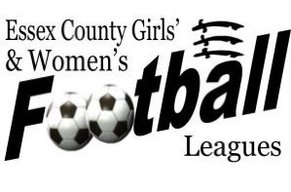 Essex County Girls'
& Women's
Football
Leagues